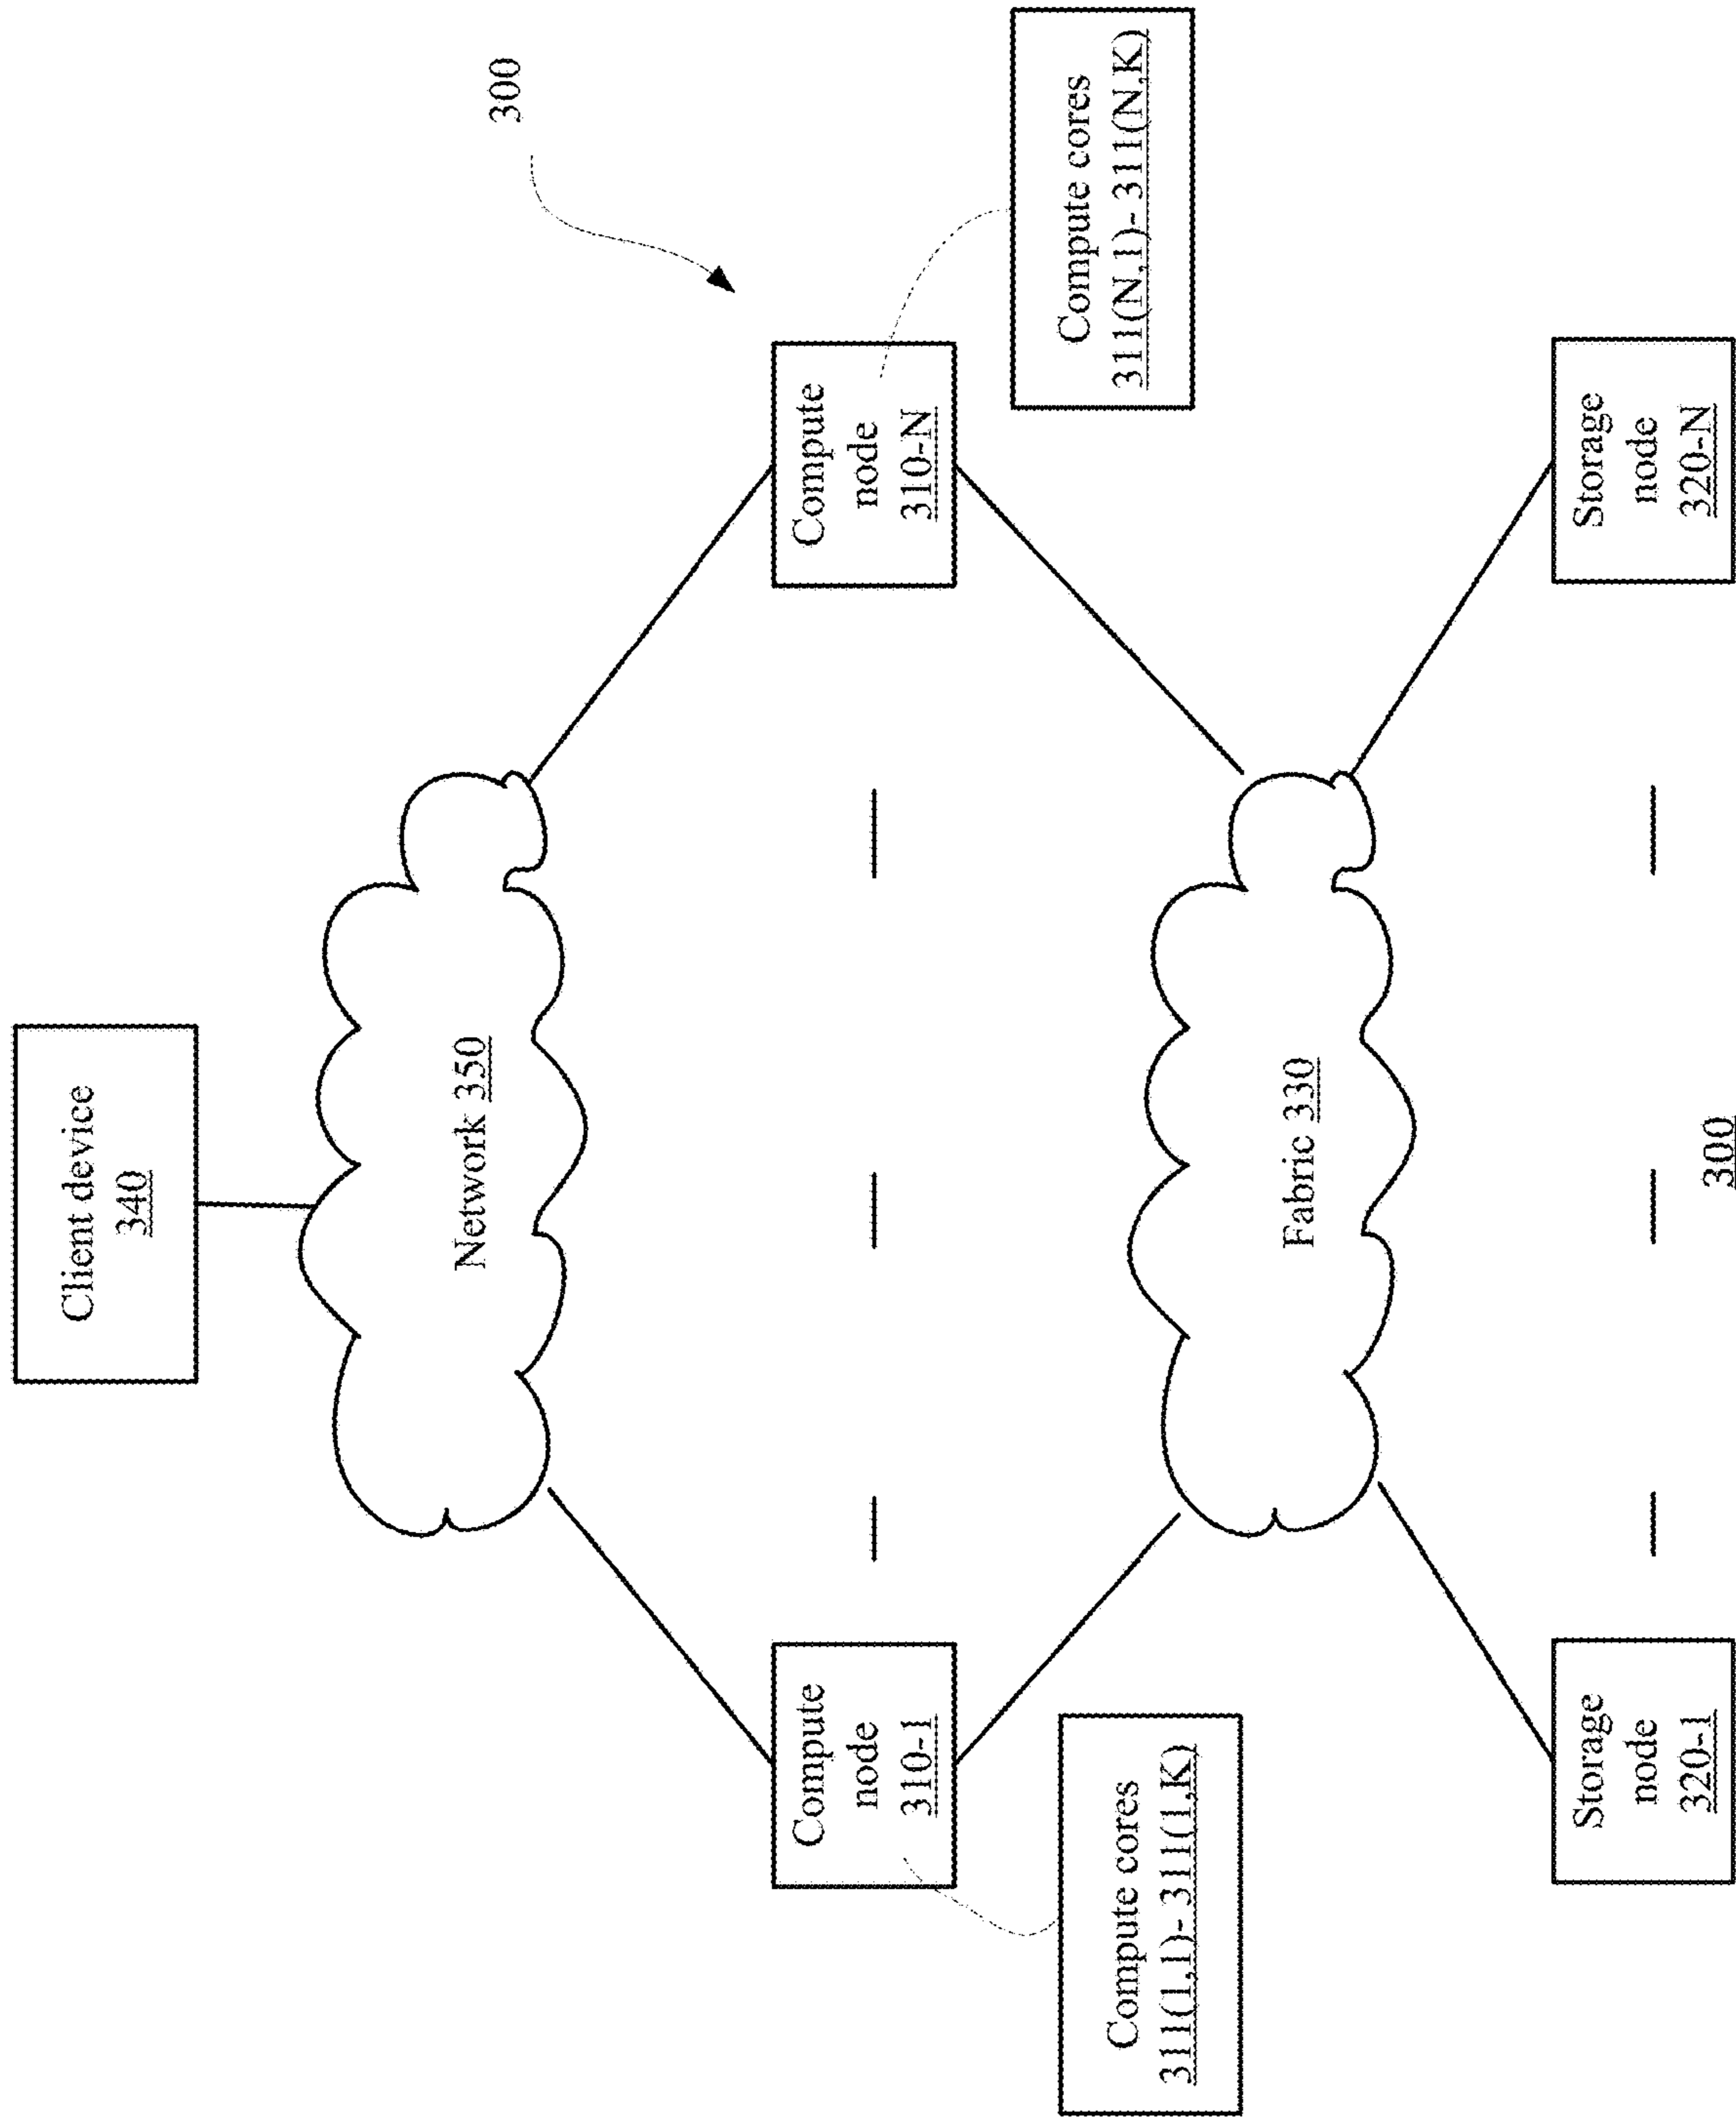 Client device
340
300
Network 350
Compute
node
310-1
Compute
node
310-N
Compute cores
311(1,1)- 311(1,K)
Compute cores
311(N,1)- 311(N,K)
Fabric 330
Storage
node
320-1
Storage
node
320-N
300